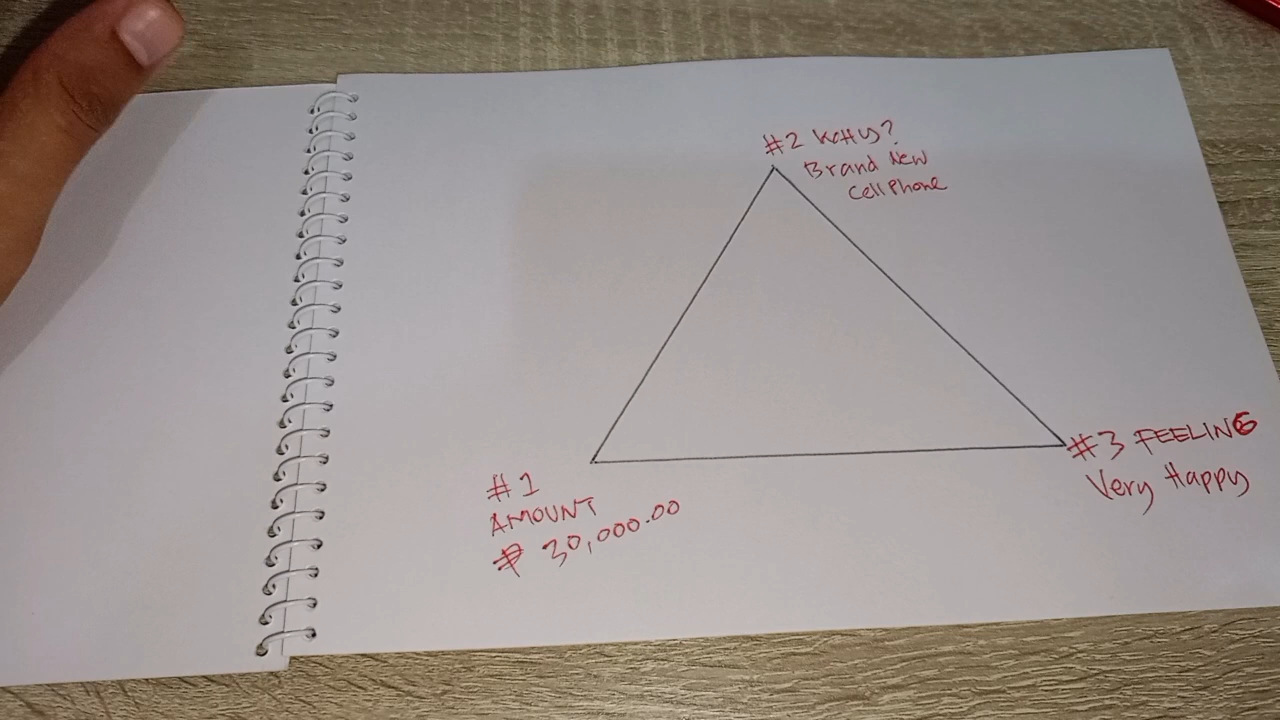 #2 WHY?
Brand New
CellPhone
#3 FEELING
Very Happy
#1
AMOUNT
₱ 30,000.00